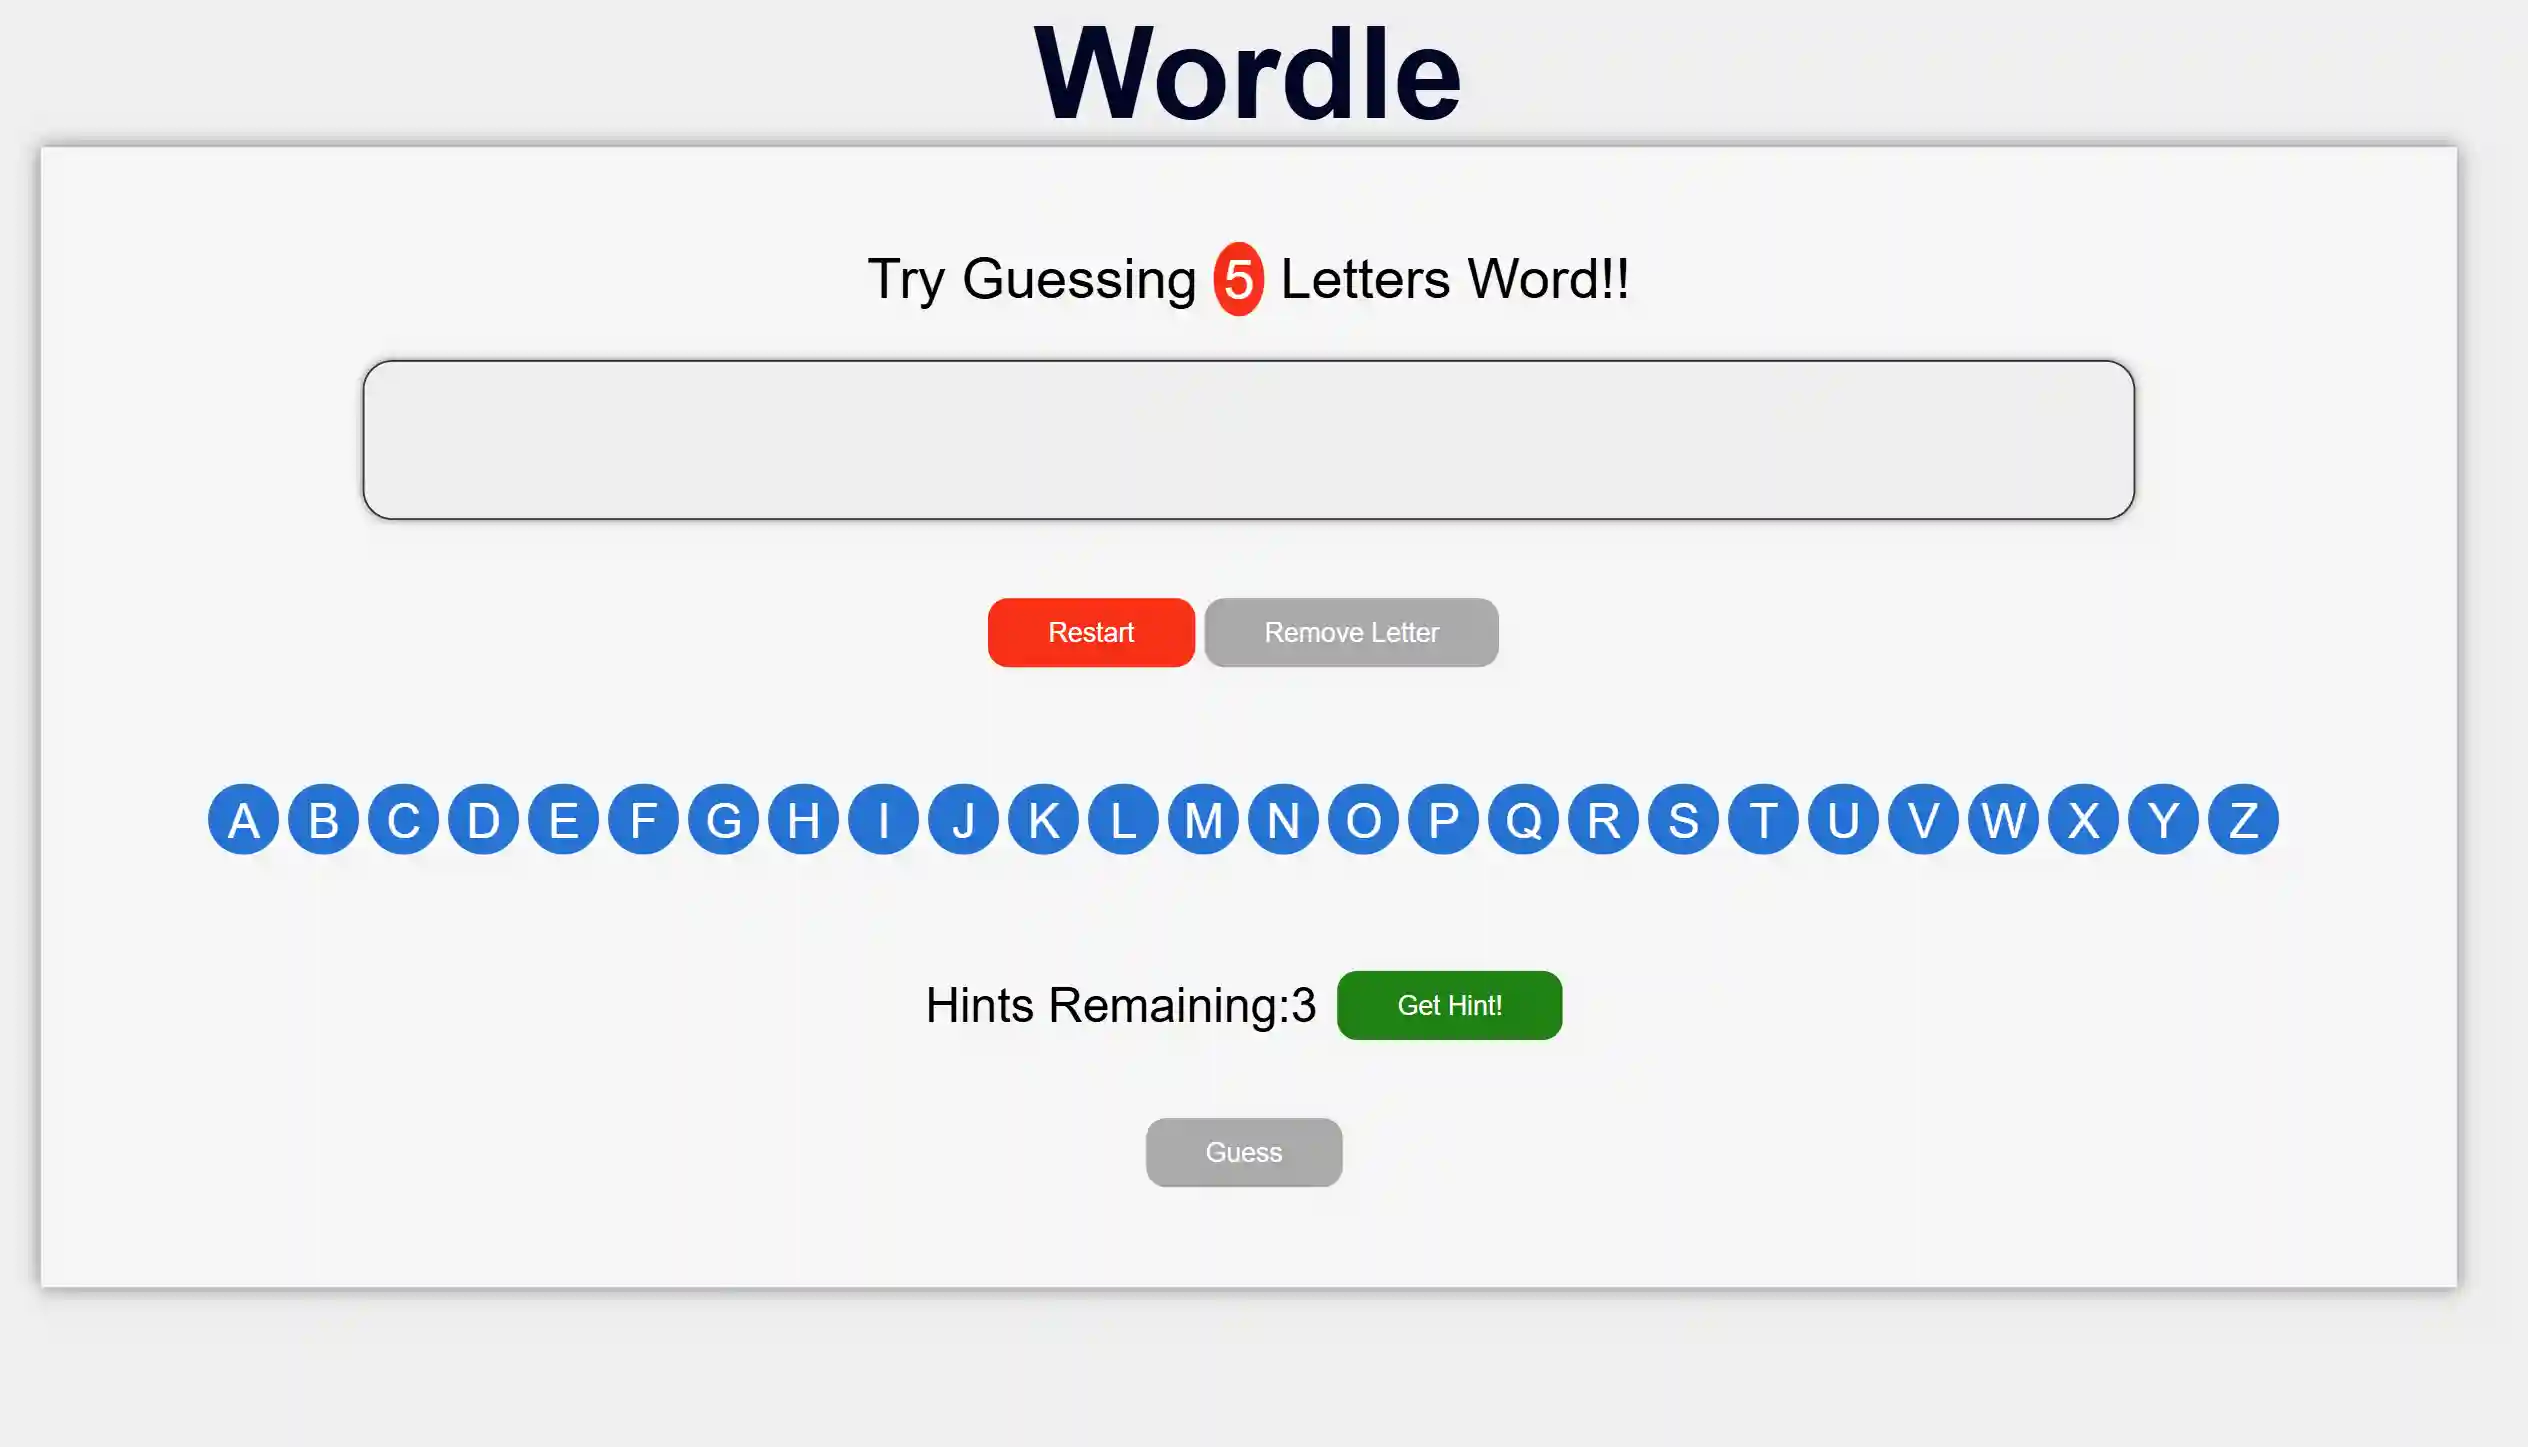 Wordle
Try Guessing 5 Letters Word!!
Restart Remove Letter
A B C D E F G H I J K L M N O P Q R S T U V W X Y Z
Hints Remaining:3 Get Hint!
Guess